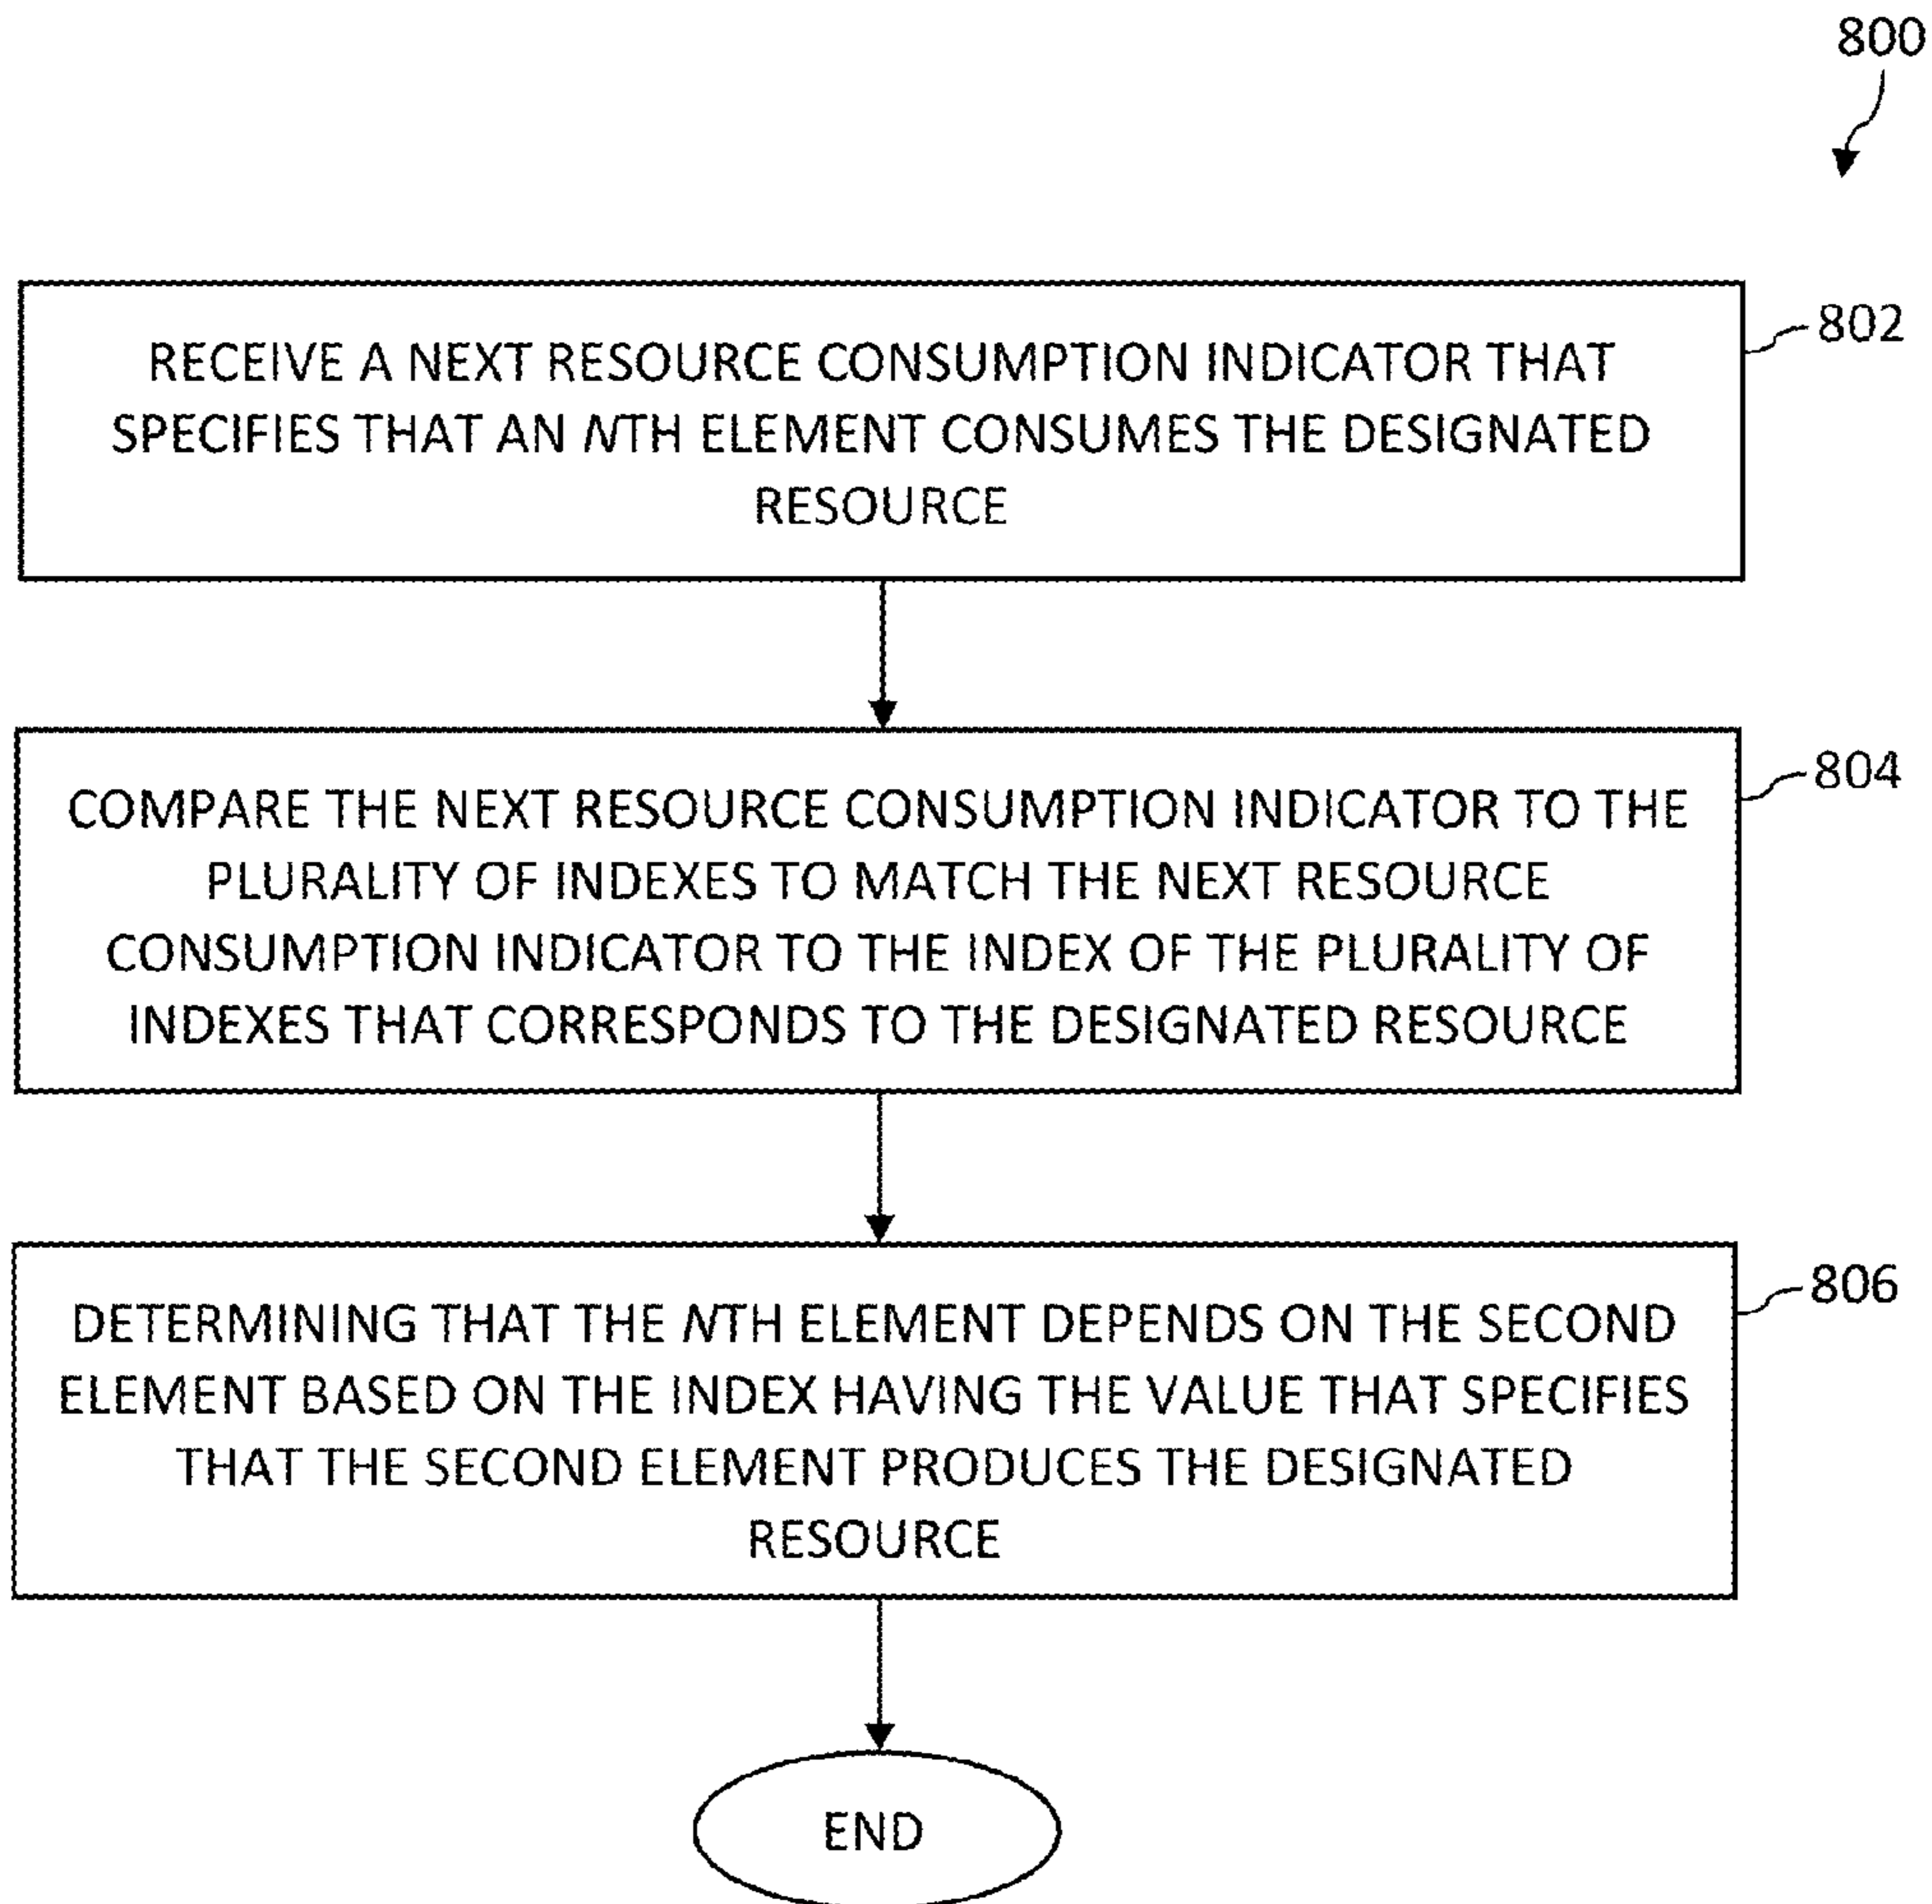 800
RECEIVE A NEXT RESOURCE CONSUMPTION INDICATOR THAT
SPECIFIES THAT AN NTH ELEMENT CONSUMES THE DESIGNATED
RESOURCE
802
COMPARE THE NEXT RESOURCE CONSUMPTION INDICATOR TO THE
PLURALITY OF INDEXES TO MATCH THE NEXT RESOURCE
CONSUMPTION INDICATOR TO THE INDEX OF THE PLURALITY OF
INDEXES THAT CORRESPONDS TO THE DESIGNATED RESOURCE
804
DETERMINING THAT THE NTH ELEMENT DEPENDS ON THE SECOND
ELEMENT BASED ON THE INDEX HAVING THE VALUE THAT SPECIFIES
THAT THE SECOND ELEMENT PRODUCES THE DESIGNATED
RESOURCE
806
END